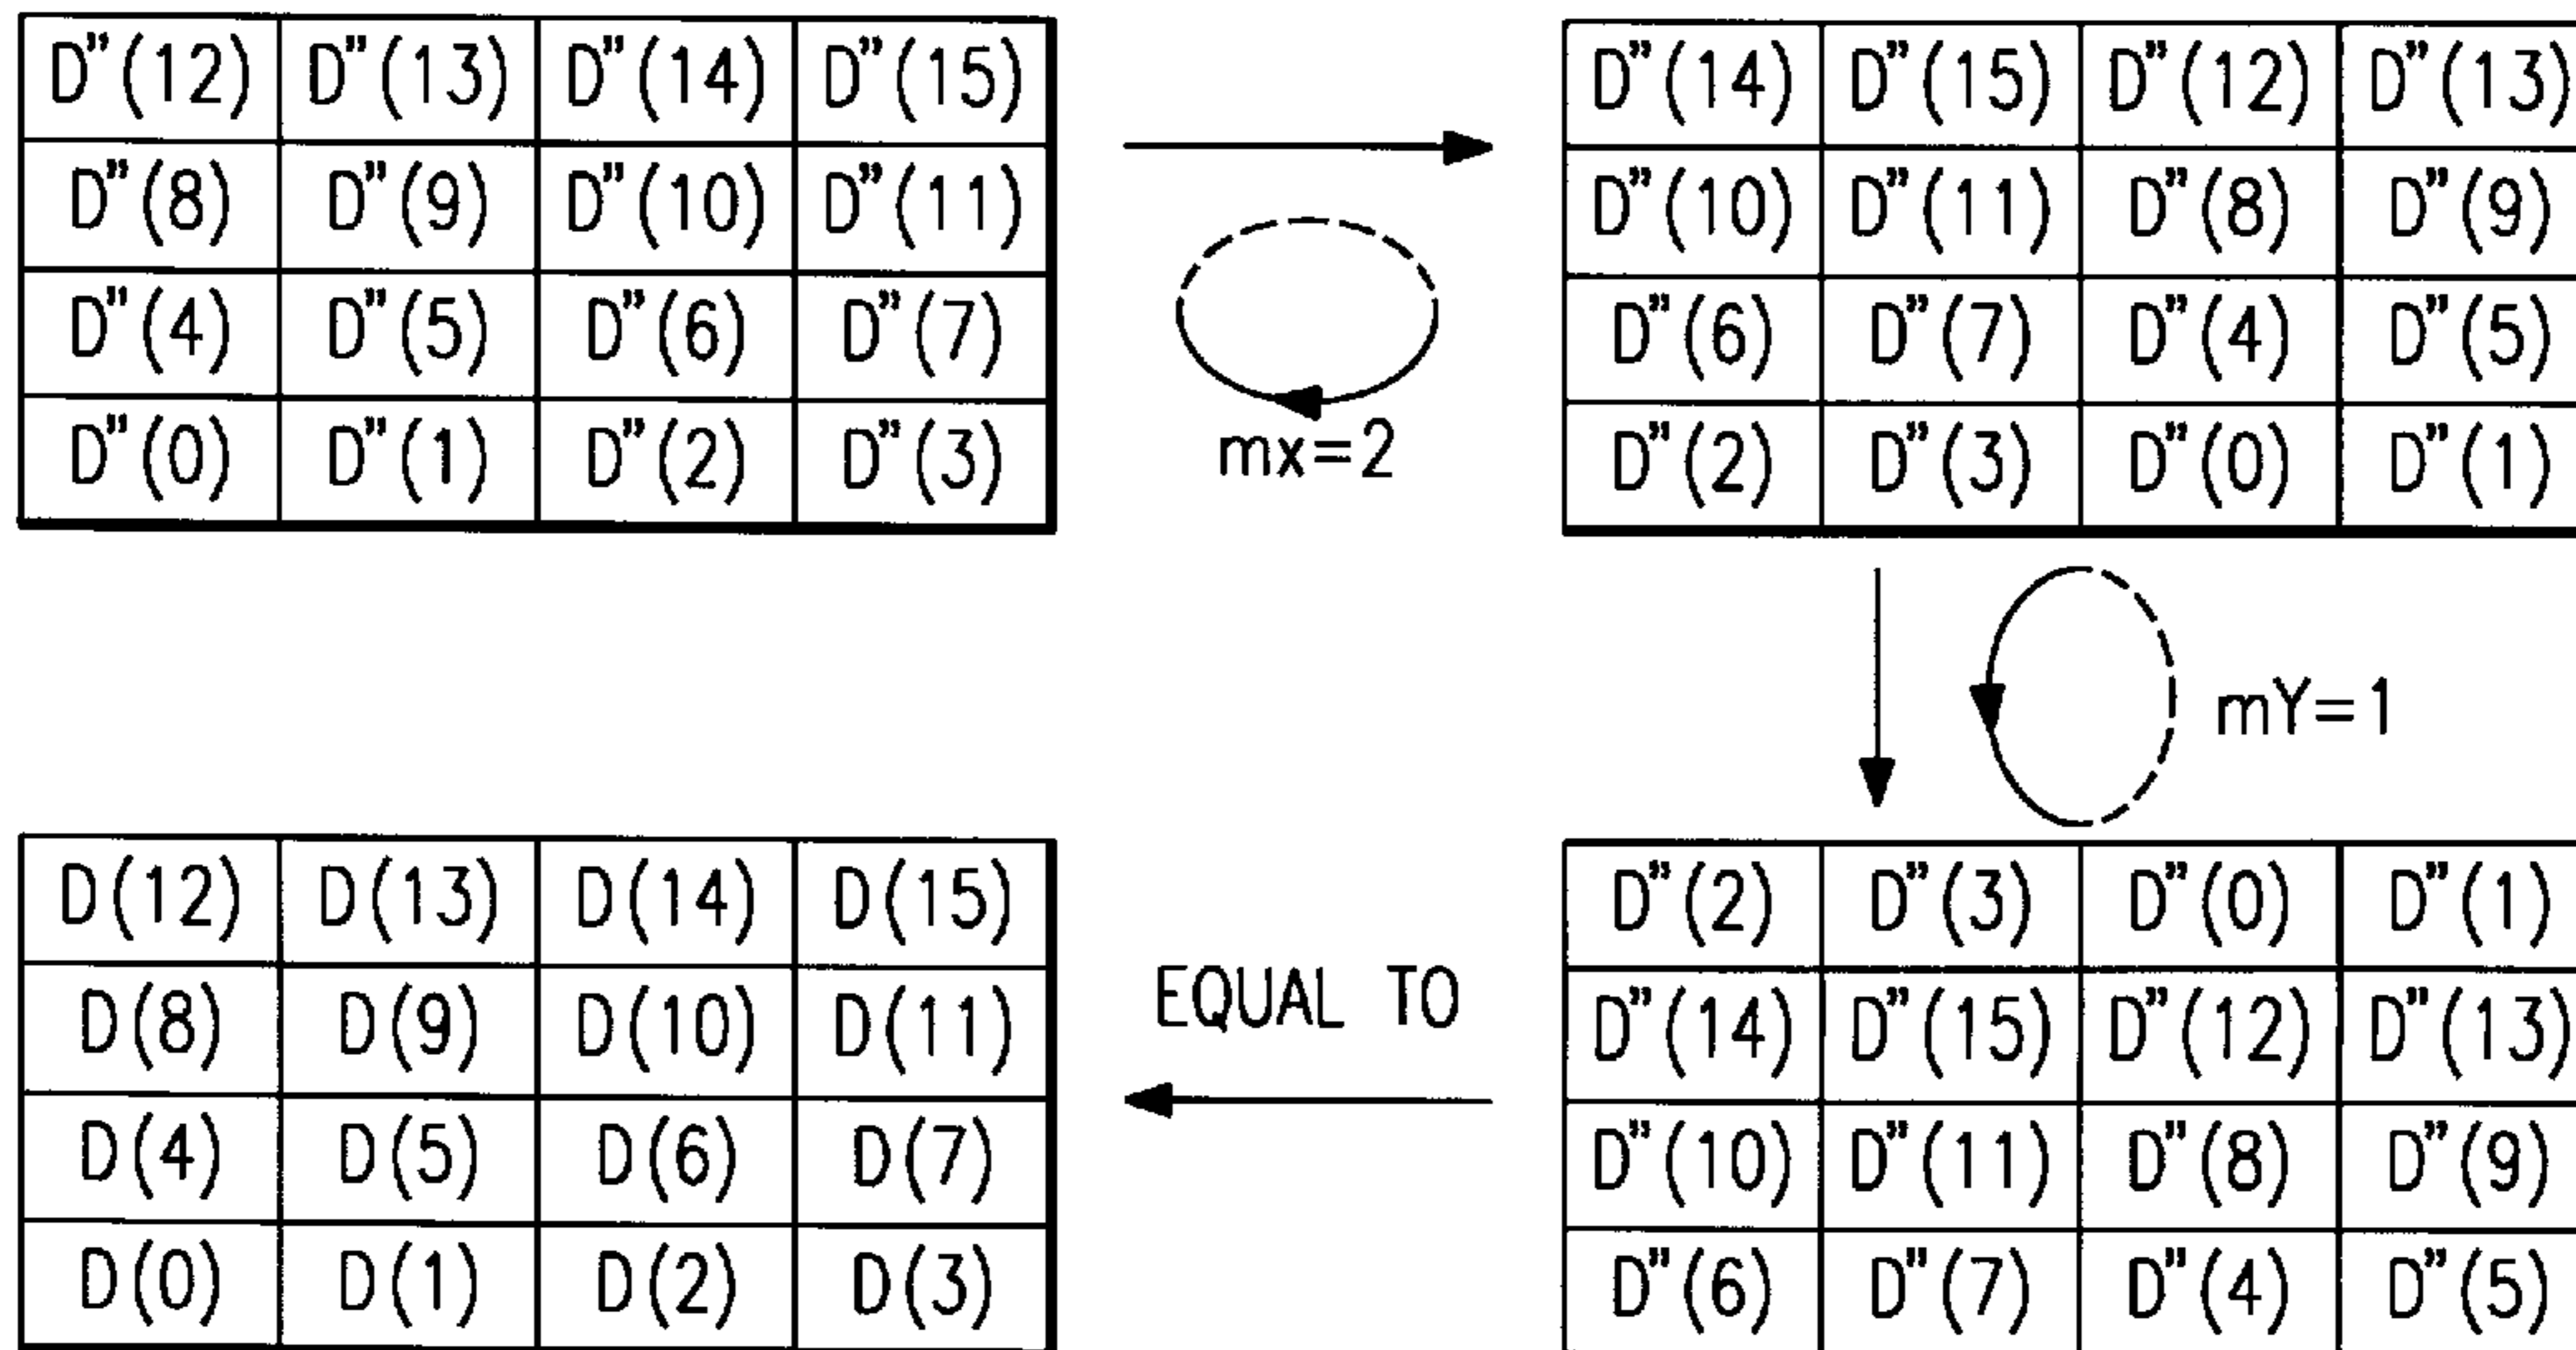 D"(12) D"(13) D"(14) D"(15)
D"(8) D"(9) D"(10) D"(11)
D"(4) D"(5) D"(6) D"(7)
D"(0) D"(1) D"(2) D"(3)
mx=2
D"(14) D"(15) D"(12) D"(13)
D"(10) D"(11) D"(8) D"(9)
D"(6) D"(7) D"(4) D"(5)
D"(2) D"(3) D"(0) D"(1)
mY=1
D"(2) D"(3) D"(0) D"(1)
D"(14) D"(15) D"(12) D"(13)
D"(10) D"(11) D"(8) D"(9)
D"(6) D"(7) D"(4) D"(5)
EQUAL TO
D(12) D(13) D(14) D(15)
D(8) D(9) D(10) D(11)
D(4) D(5) D(6) D(7)
D(0) D(1) D(2) D(3)